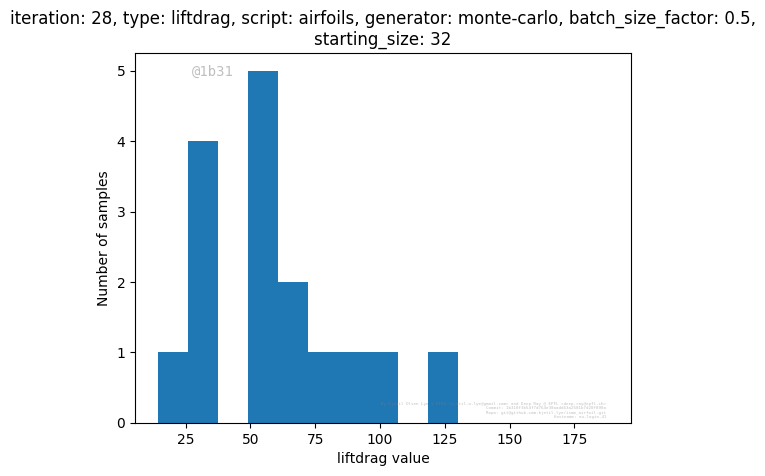 iteration: 28, type: liftdrag, script: airfoils, generator: monte-carlo, batch_size_factor: 0.5,
starting_size: 32
@1b31
5
4
3
2
1
0
Number of samples
25 50 75 100 125 150 175
liftdrag value